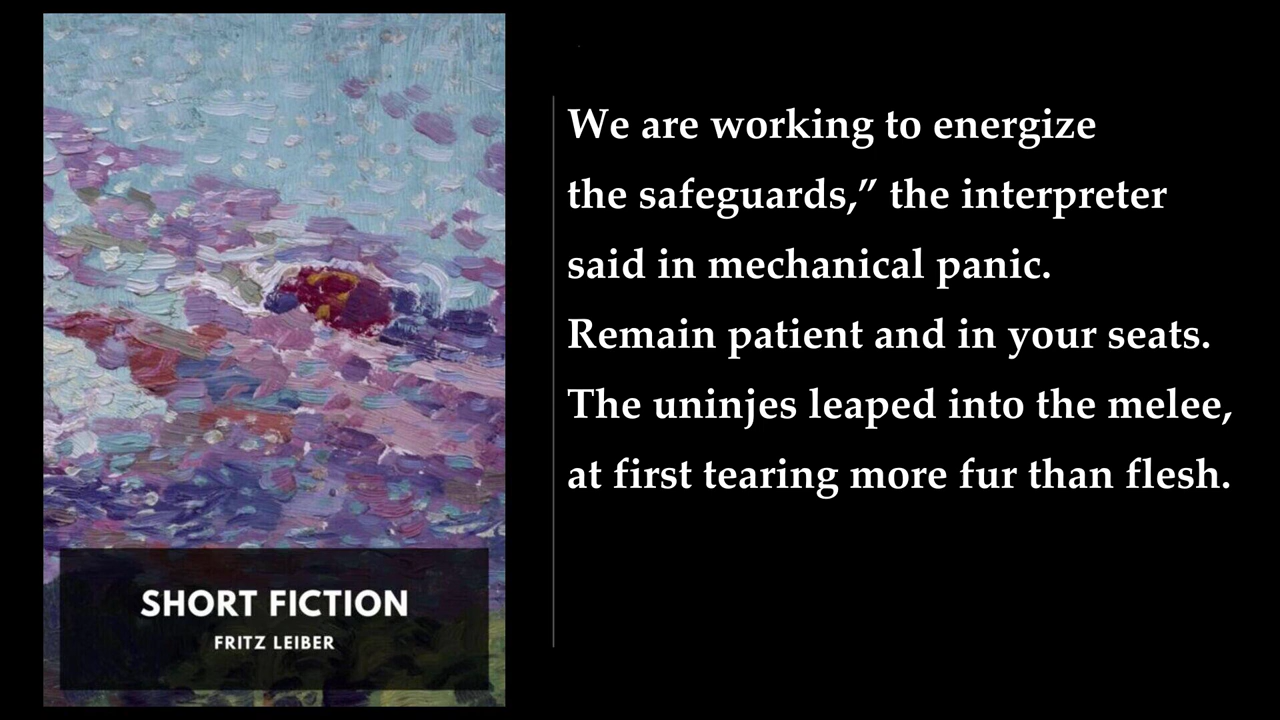 SHORT FICTION
FRITZ LEIBER
We are working to energize
the safeguards,” the interpreter
said in mechanical panic.
Remain patient and in your seats.
The uninjes leaped into the melee,
at first tearing more fur than flesh.